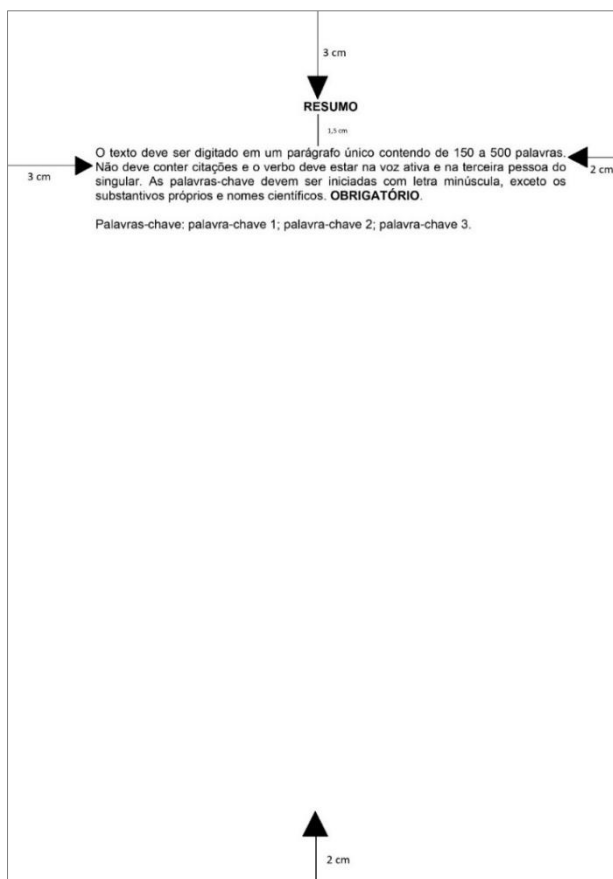 3 cm
RESUMO
1,5 cm
O texto deve ser digitado em um parágrafo único contendo de 150 a 500 palavras.
Não deve conter citações e o verbo deve estar na voz ativa e na terceira pessoa do
singular. As palavras-chave devem ser iniciadas com letra minúscula, exceto os
substantivos próprios e nomes científicos. OBRIGATÓRIO.
3 cm
2 cm
Palavras-chave: palavra-chave 1; palavra-chave 2; palavra-chave 3.
2 cm